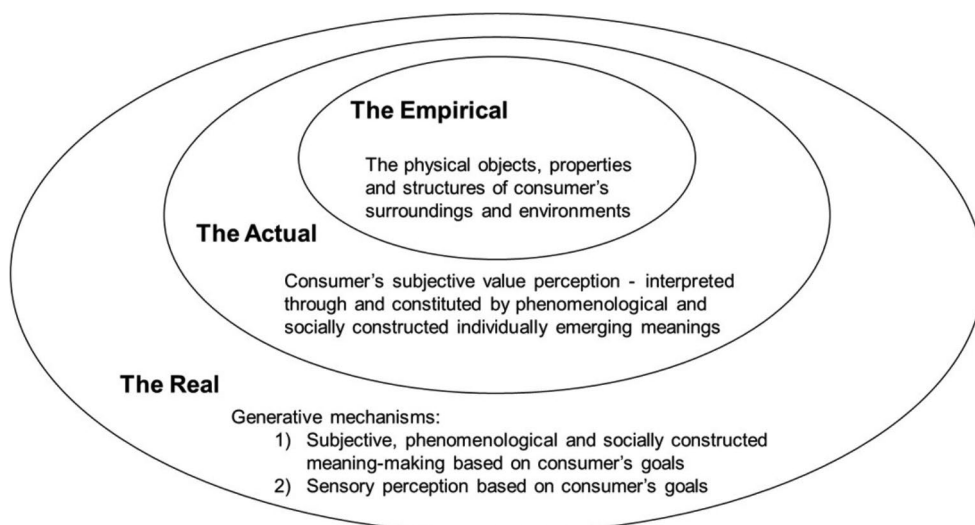 The Empirical
The physical objects, properties
and structures of consumer's
surroundings and environments
The Actual
Consumer's subjective value perception - interpreted
through and constituted by phenomenological and
socially constructed individually emerging meanings
The Real
Generative mechanisms:
1) Subjective, phenomenological and socially constructed
meaning-making based on consumer's goals
2) Sensory perception based on consumer's goals